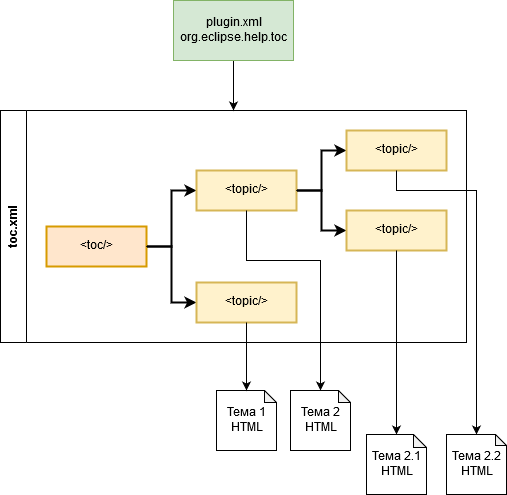 plugin.xml
org.eclipse.help.toc
toc.xml
<toc/>
<topic/>
<topic/>
<topic/>
<topic/>
<topic/>
Тема 1
HTML
Тема 2
HTML
Тема 2.1
HTML
Тема 2.2
HTML